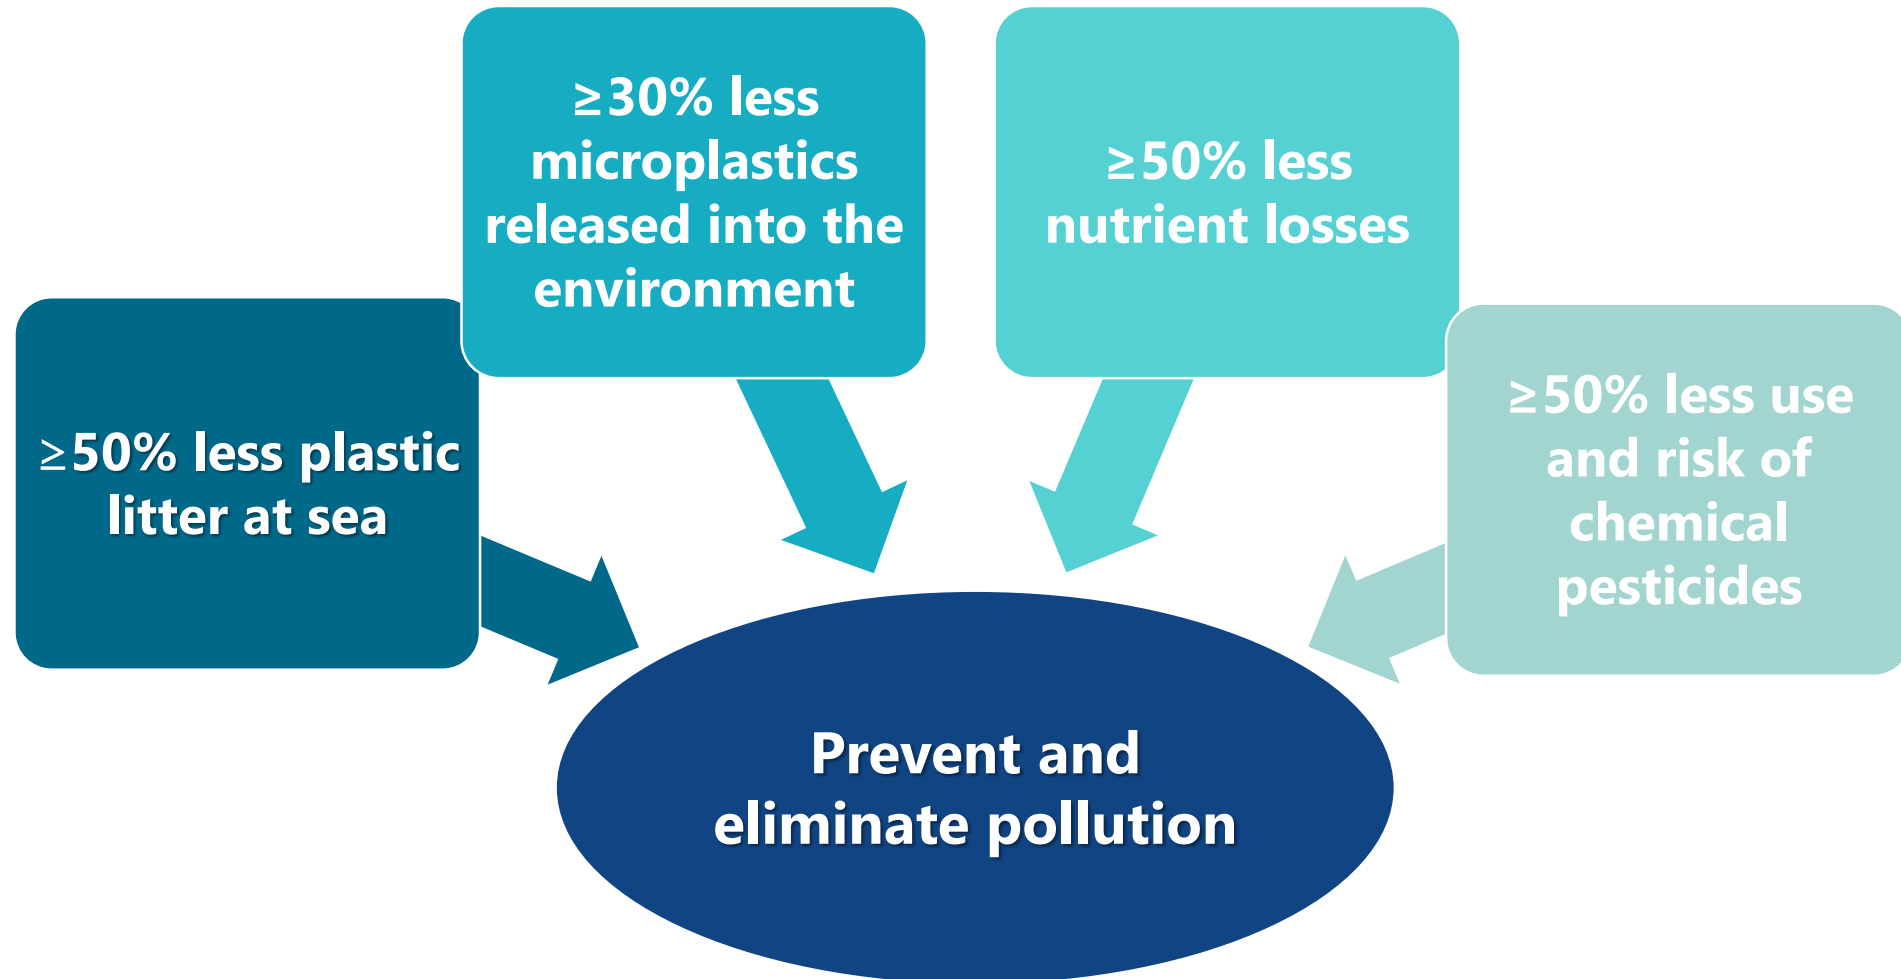 ≥50% less plastic
litter at sea
≥30% less
microplastics
released into the
environment
≥50% less
nutrient losses
≥50% less use
and risk of
chemical
pesticides
Prevent and
eliminate pollution